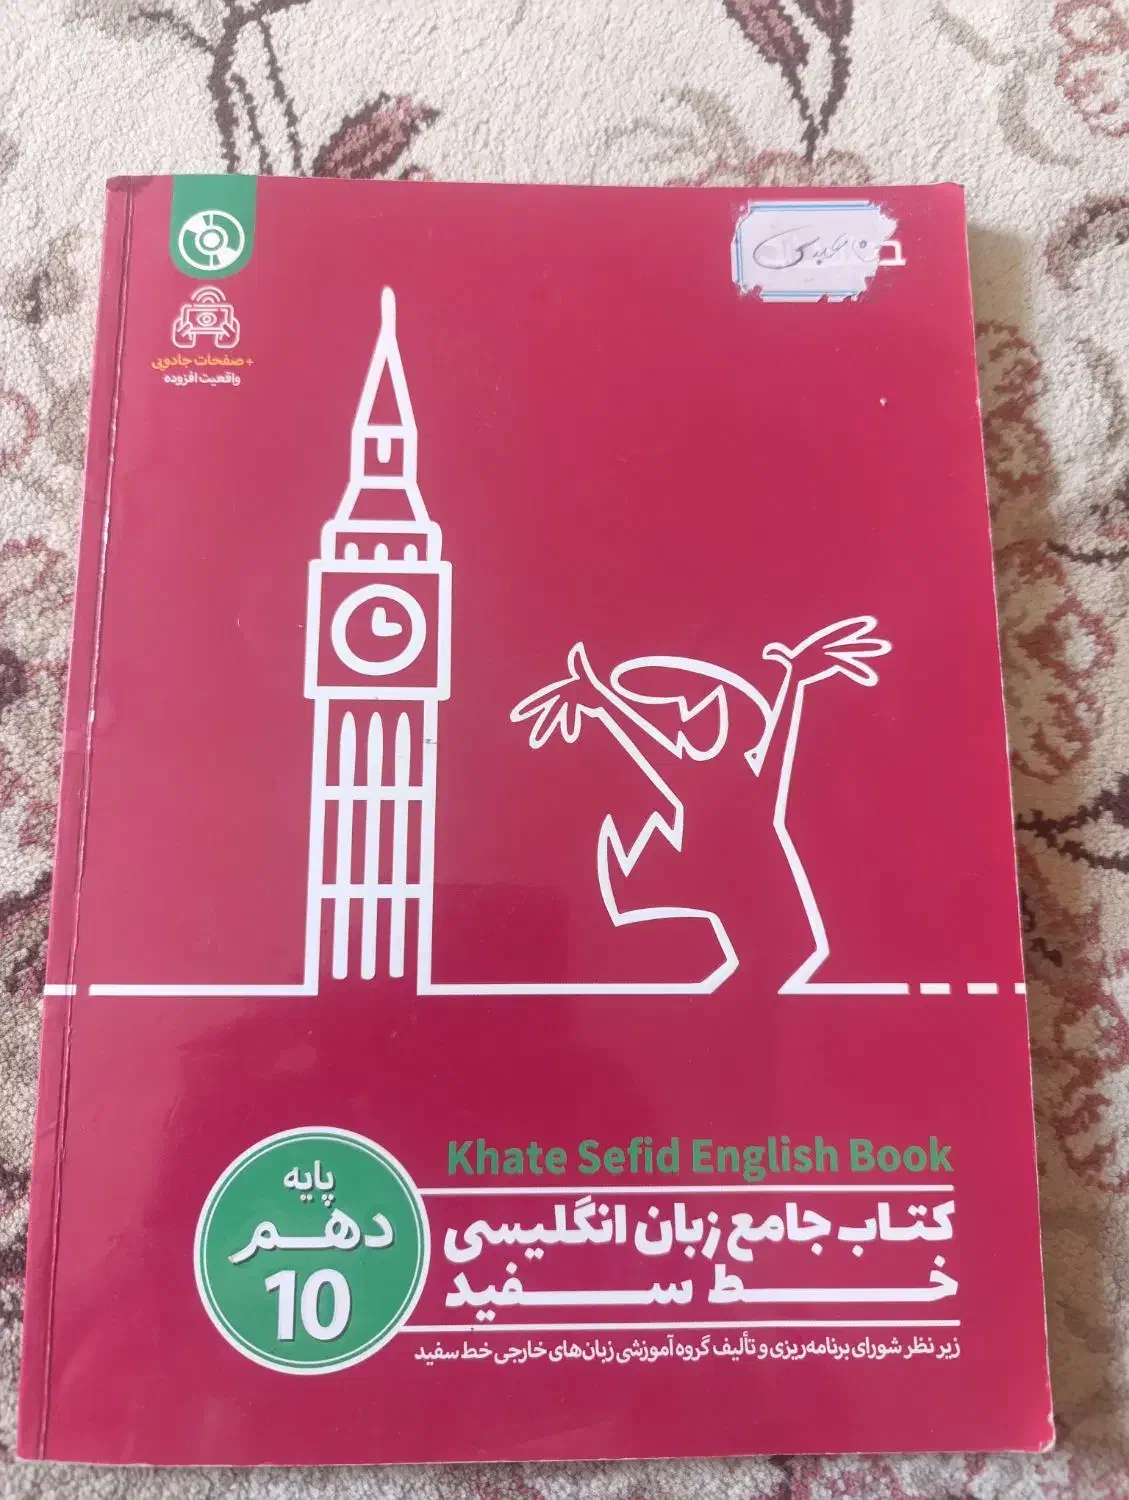 + صفحات جادویی
واقعیت افزوده
Khate Sefid English Book
کتاب جامع زبان انگلیسی
خط سفید
پایه
دهم
10
زیر نظر شورای برنامه‌ریزی و تألیف گروه آموزشی زبان‌های خارجی خط سفید